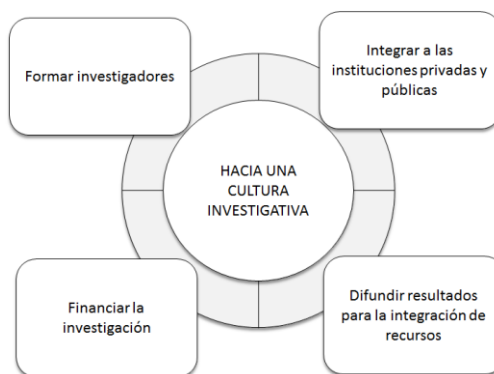 Formar investigadores
Integrar a las
instituciones privadas y
públicas
HACIA UNA
CULTURA
INVESTIGATIVA
Financiar la
investigación
Difundir resultados
para la integración de
recursos